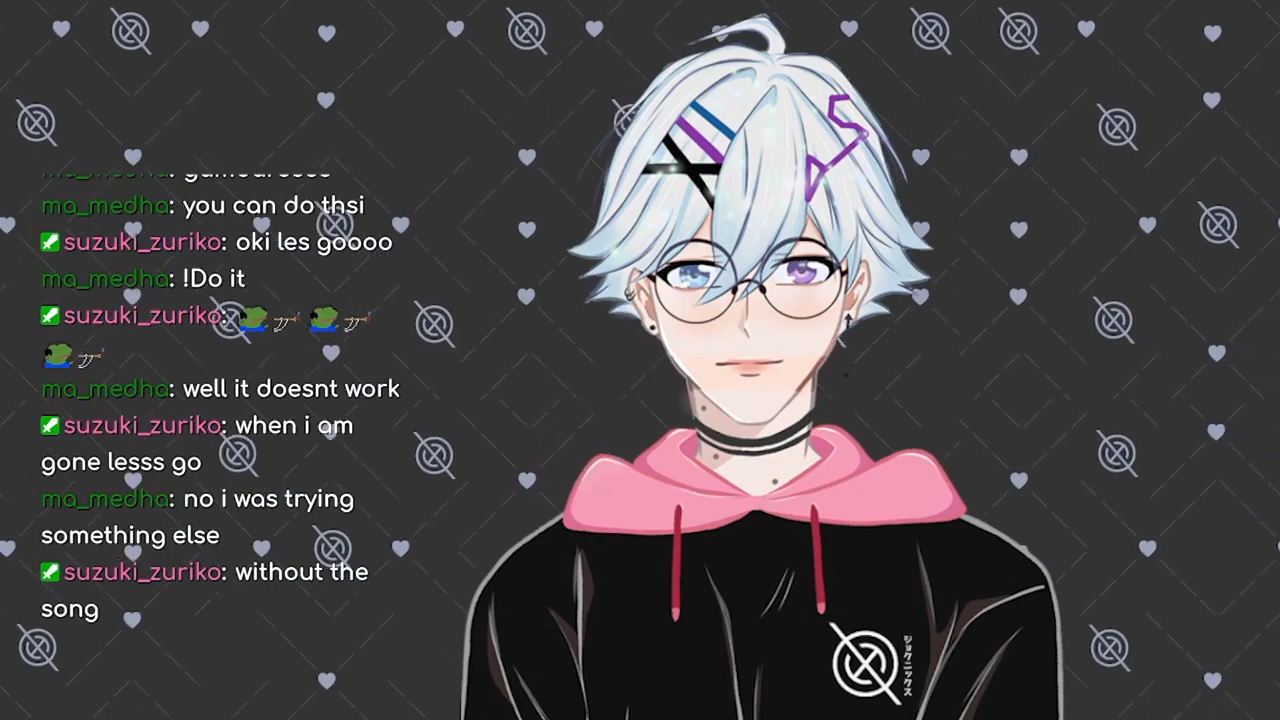 ma_medha: you can do thsi
suzuki_zuriko: oki les goooo
ma_medha: !Do it
suzuki_zuriko:
ma_medha: well it doesnt work
suzuki_zuriko: when i am
gone lesss go
ma_medha: no i was trying
something else
suzuki_zuriko: without the
song